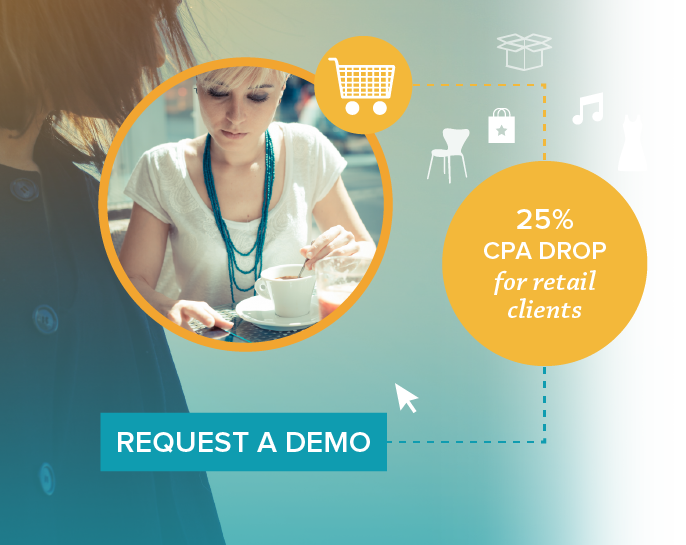 25%
CPA DROP
for retail
clients
REQUEST A DEMO